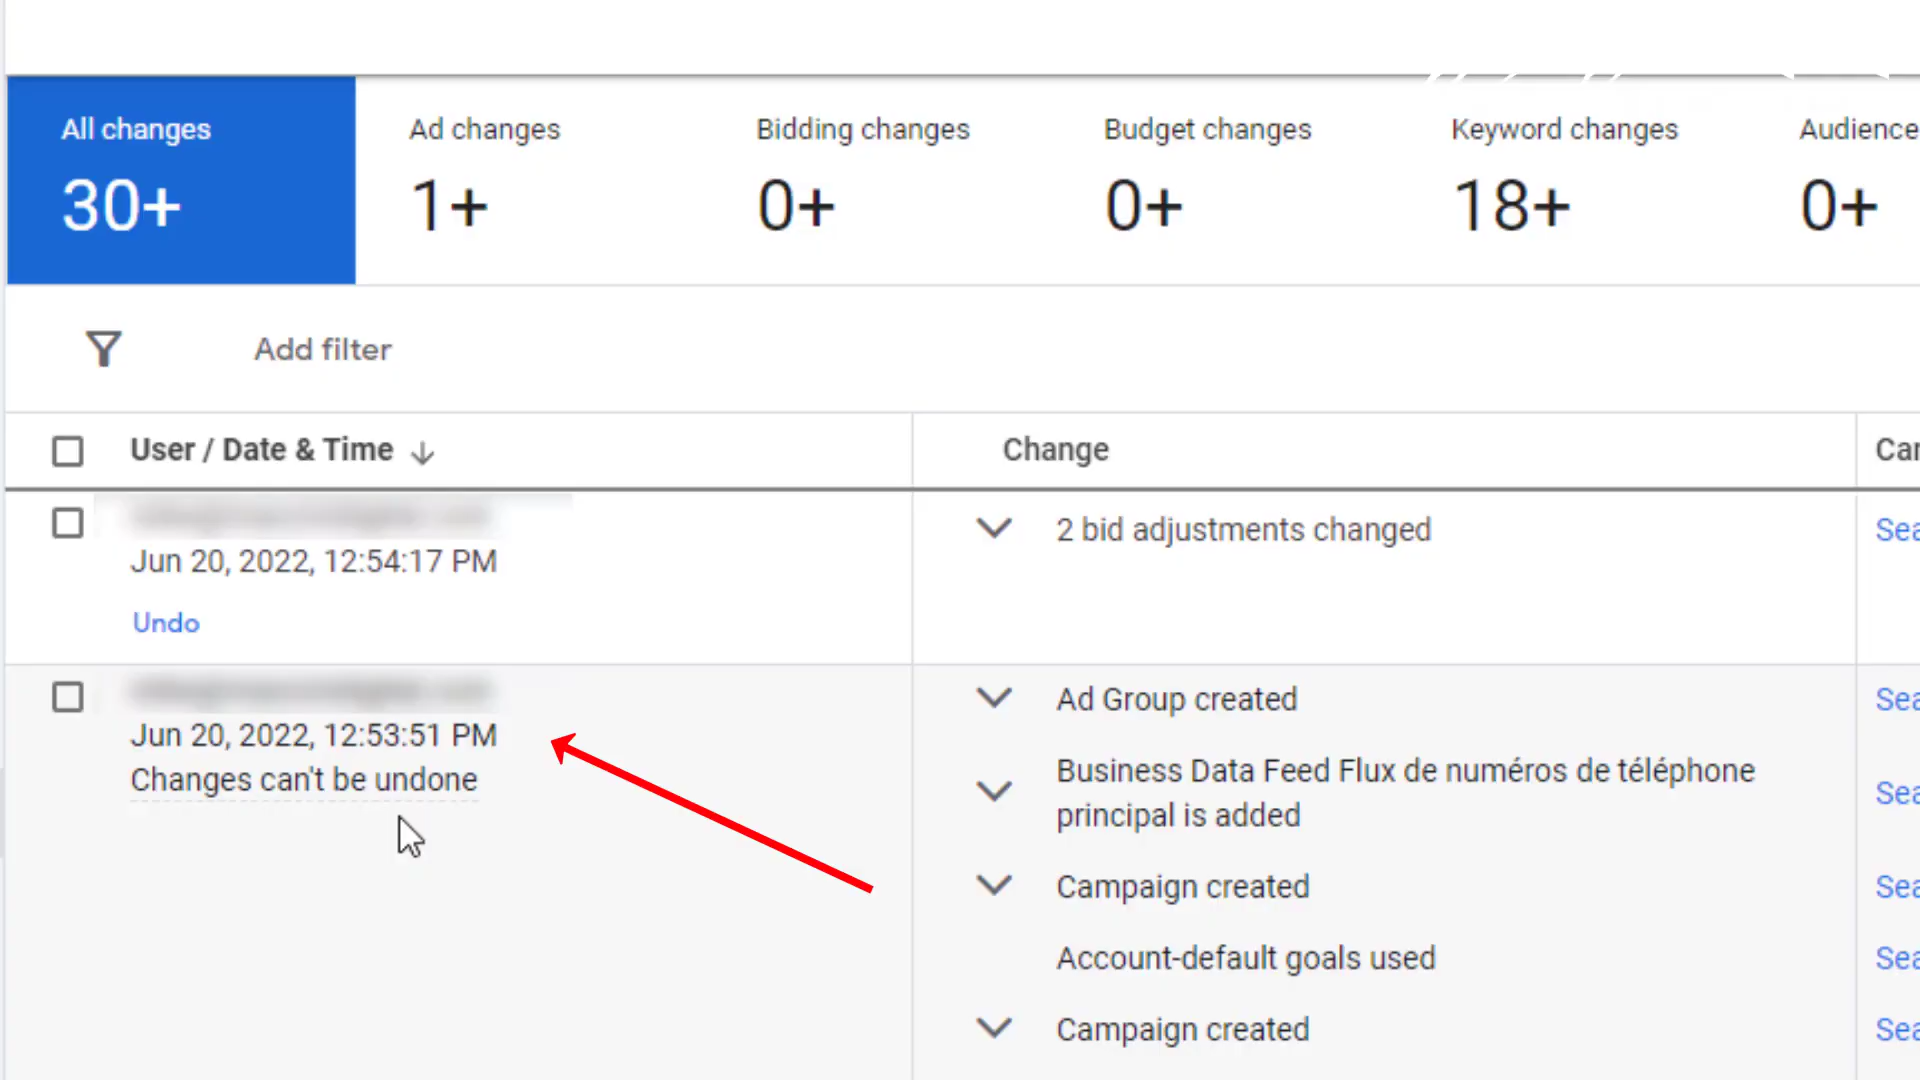 All changes
30+
Ad changes
1+
Bidding changes
0+
Budget changes
0+
Keyword changes
18+
Audience
0+
Add filter
User / Date & Time
Change
Jun 20, 2022, 12:54:17 PM
Undo
2 bid adjustments changed
Jun 20, 2022, 12:53:51 PM
Changes can't be undone
Ad Group created
Business Data Feed Flux de numéros de téléphone
principal is added
Campaign created
Account-default goals used
Campaign created